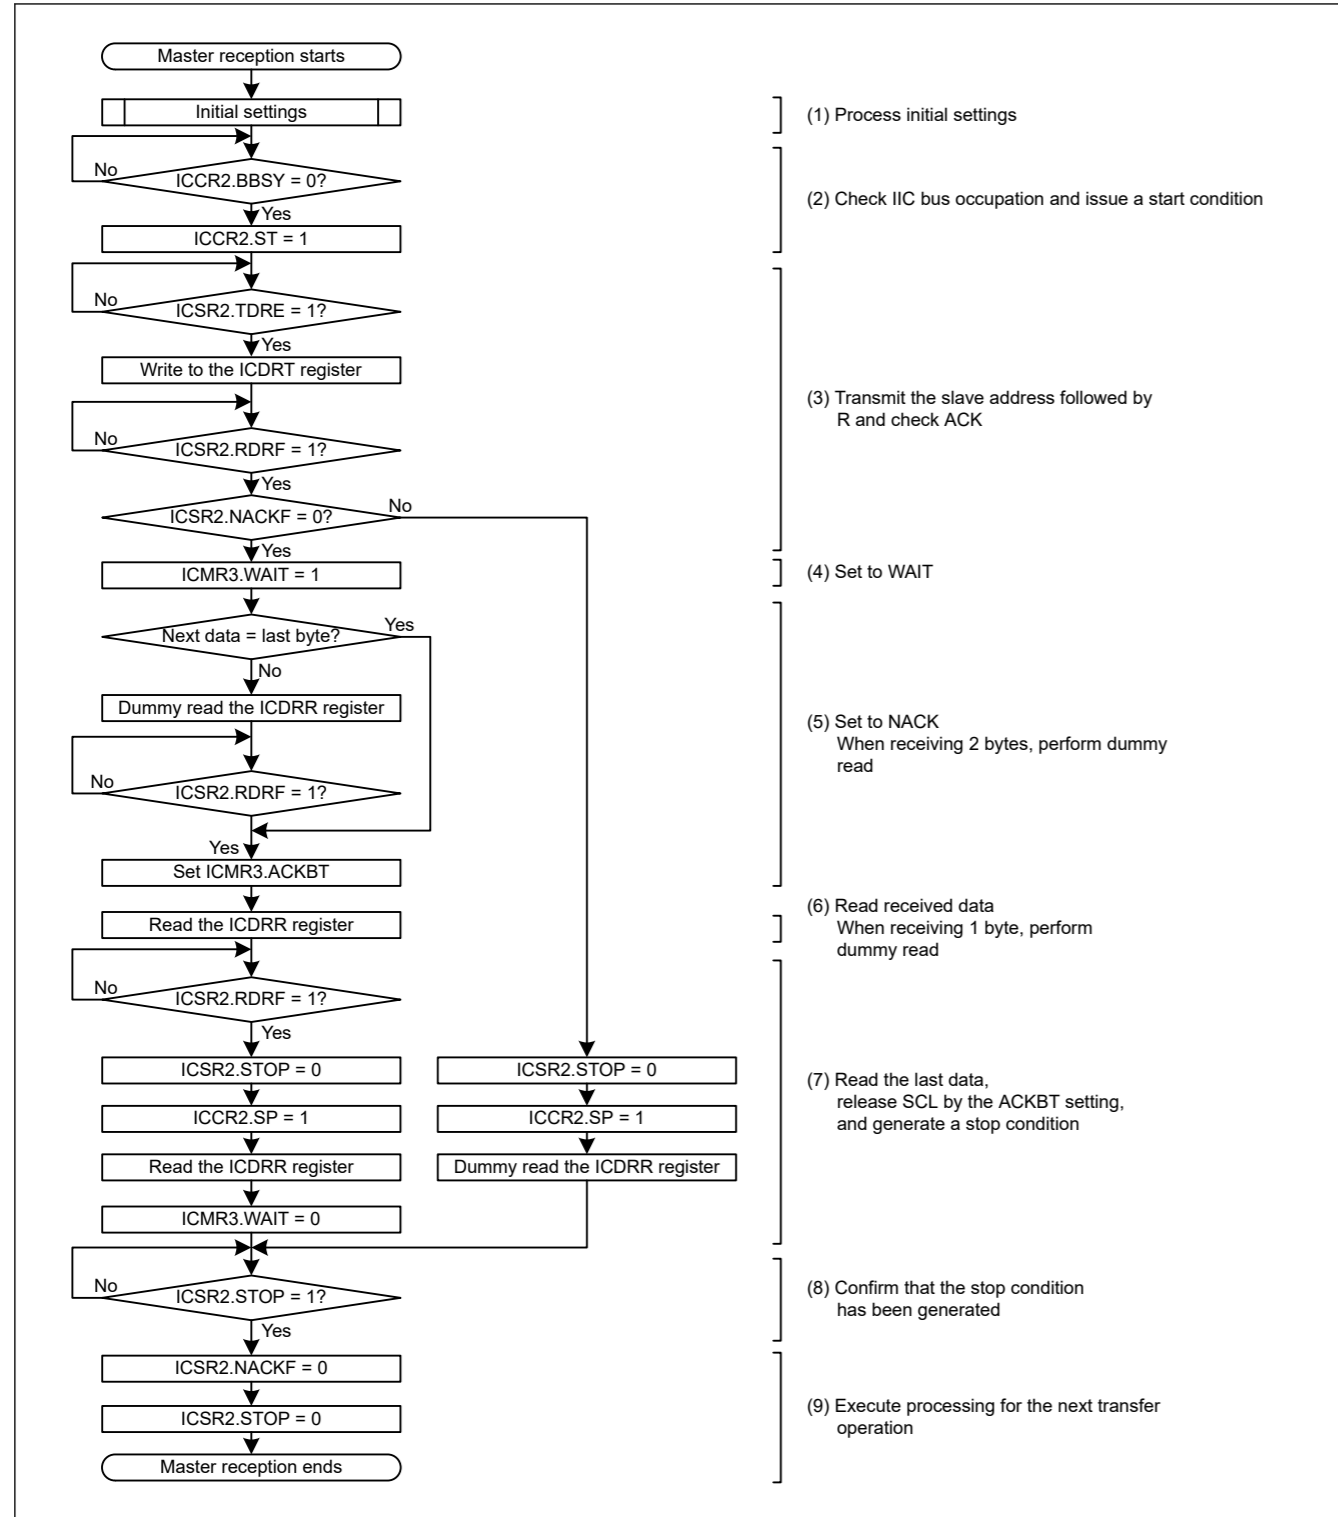 Master reception starts
Initial settings
(1) Process initial settings
No
ICCR2.BBSY = 0?
(2) Check IIC bus occupation and issue a start condition
Yes
ICCR2.ST = 1
No
ICSR2.TDRE = 1?
Yes
Write to the ICDRT register
(3) Transmit the slave address followed by
R and check ACK
No
ICSR2.RDRF = 1?
Yes
No
ICSR2.NACKF = 0?
Yes
ICMR3.WAIT = 1
(4) Set to WAIT
Yes
Next data = last byte?
No
Dummy read the ICDRR register
(5) Set to NACK
When receiving 2 bytes, perform dummy
read
No
ICSR2.RDRF = 1?
Yes
Set ICMR3.ACKBT
(6) Read received data
When receiving 1 byte, perform
dummy read
Read the ICDRR register
No
ICSR2.RDRF = 1?
Yes
ICSR2.STOP = 0
ICSR2.STOP = 0
(7) Read the last data,
release SCL by the ACKBT setting,
and generate a stop condition
ICCR2.SP = 1
ICCR2.SP = 1
Read the ICDRR register
Dummy read the ICDRR register
ICMR3.WAIT = 0
No
ICSR2.STOP = 1?
(8) Confirm that the stop condition
has been generated
Yes
ICSR2.NACKF = 0
(9) Execute processing for the next transfer
operation
ICSR2.STOP = 0
Master reception ends